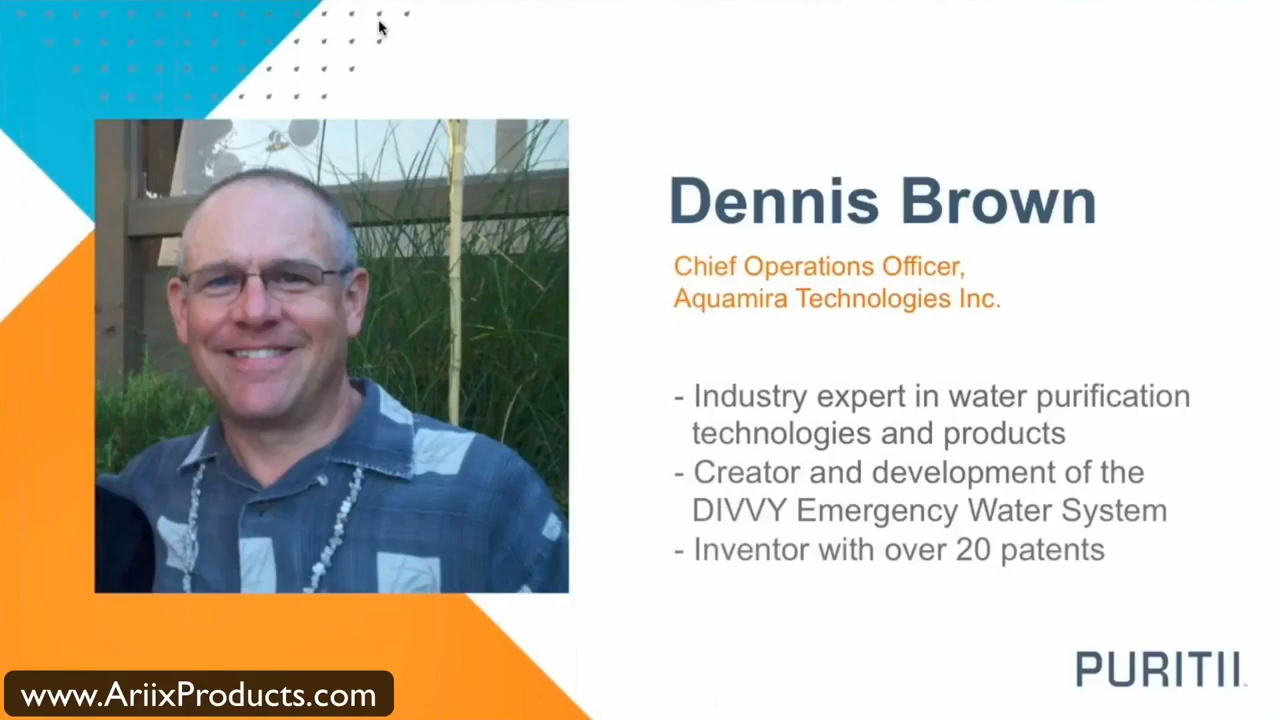 Dennis Brown
Chief Operations Officer,
Aquamira Technologies Inc.
- Industry expert in water purification
technologies and products
- Creator and development of the
DIVVY Emergency Water System
- Inventor with over 20 patents
PURITII
www.AriixProducts.com